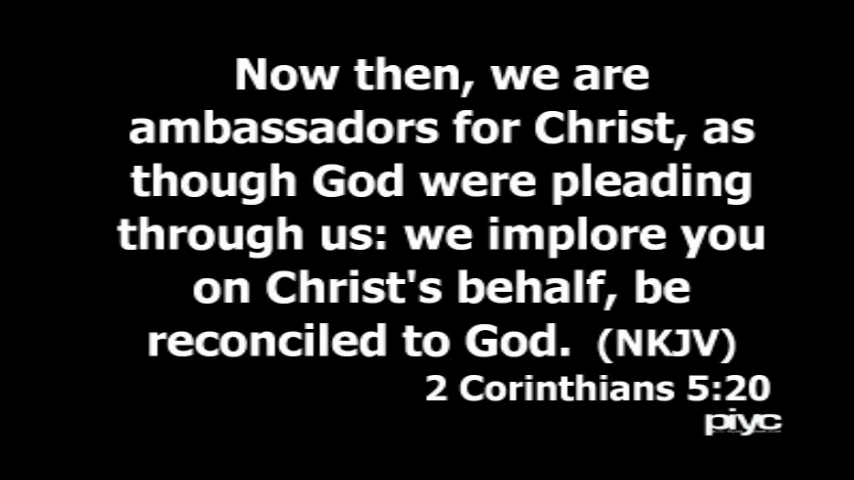 Now then, we are
ambassadors for Christ, as
though God were pleading
through us: we implore you
on Christ's behalf, be
reconciled to God. (NKJV)
2 Corinthians 5:20
piyc